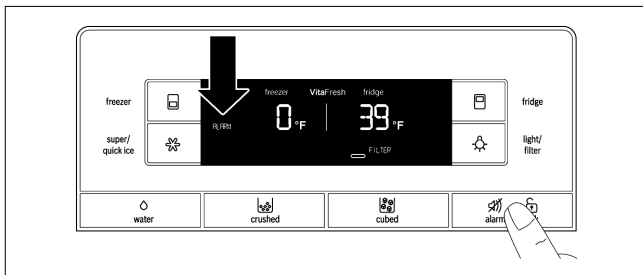 freezer
super/
quick ice
freezer VitaFresh fridge
ALARM 0°F 39°F
FILTER
fridge
light/
filter
water
crushed
cubed
alarm